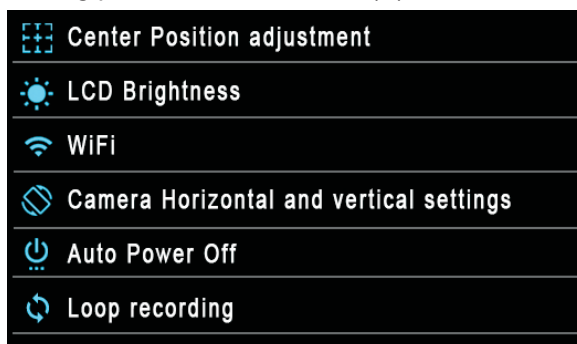 Center Position adjustment
LCD Brightness
WiFi
Camera Horizontal and vertical settings
Auto Power Off
Loop recording